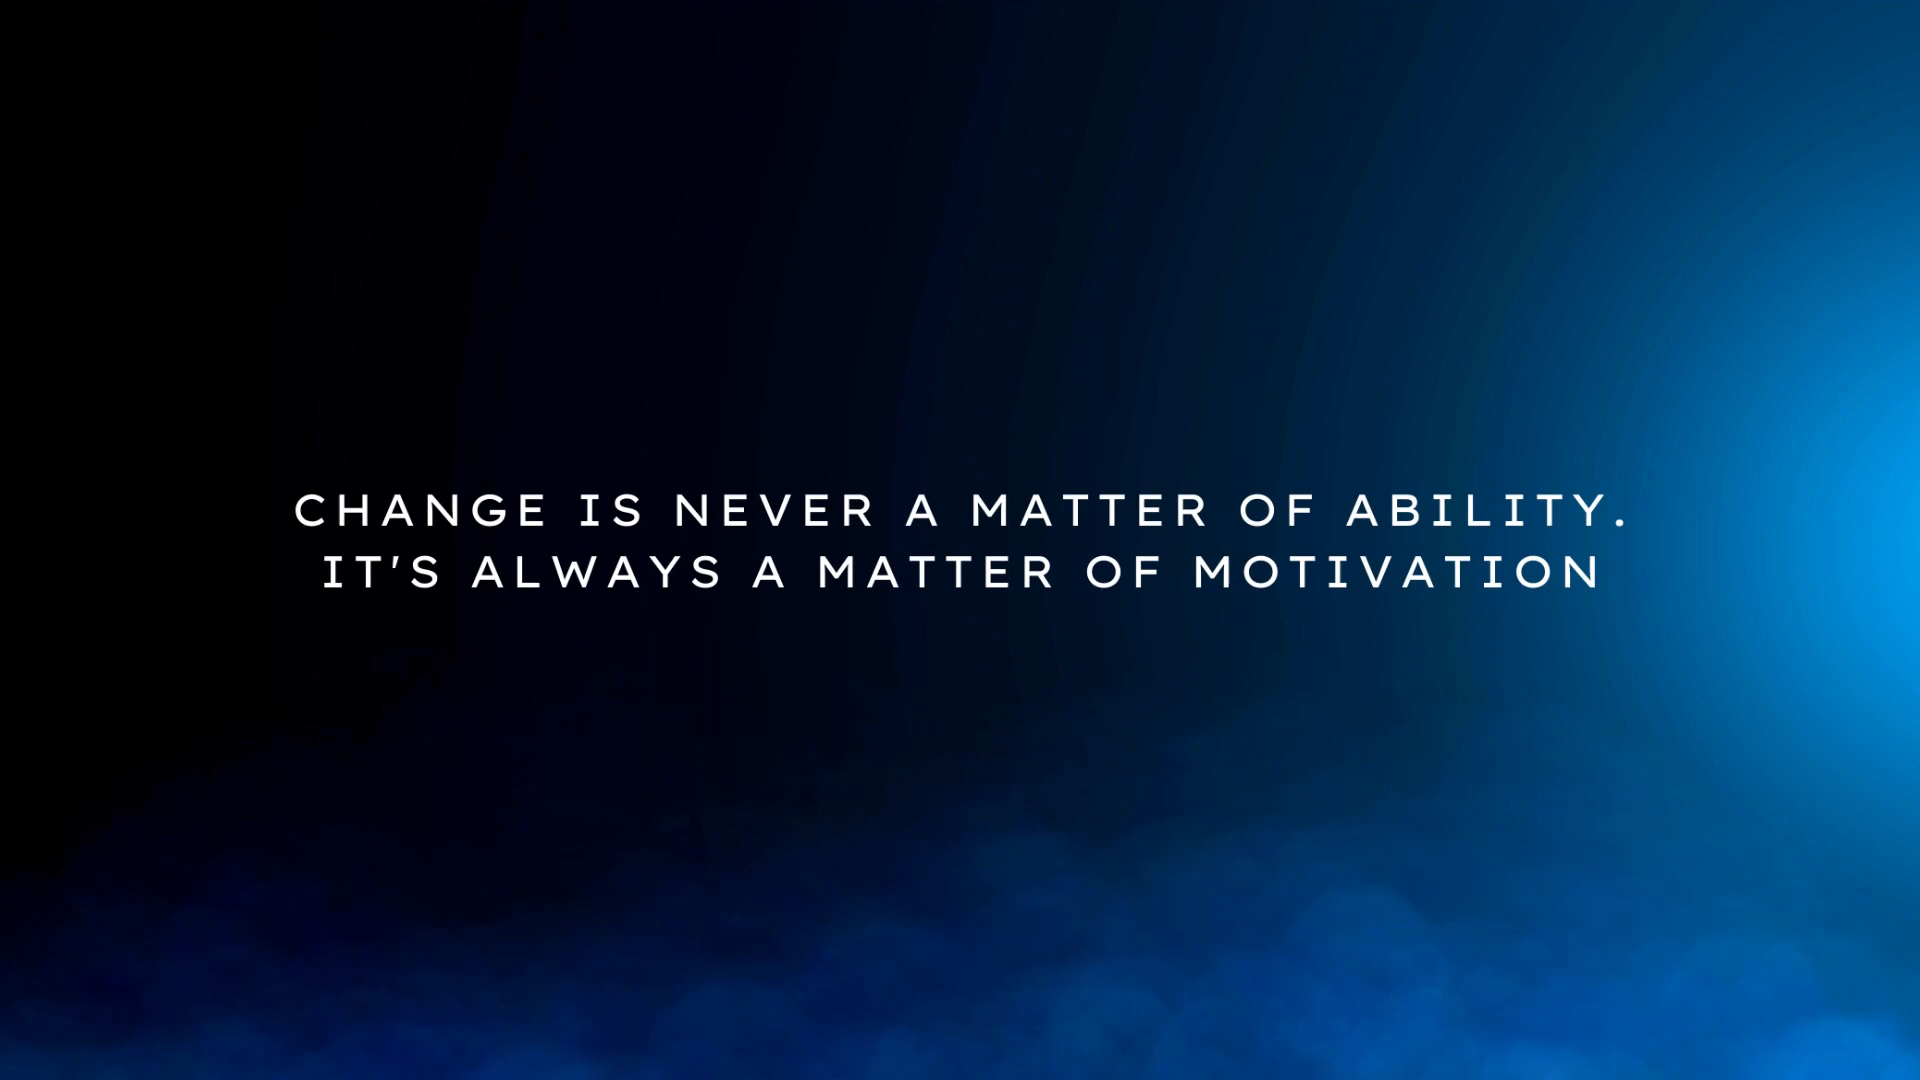 CHANGE IS NEVER A MATTER OF ABILITY.
IT'S ALWAYS A MATTER OF MOTIVATION